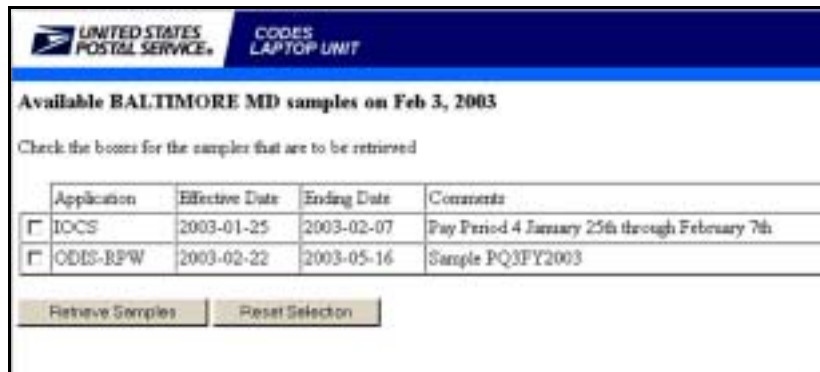 UNITED STATES
POSTAL SERVICE®
CODES
LAPTOP UNIT
Available BALTIMORE MD samples on Feb 3, 2003
Check the boxes for the samples that are to be retrieved
Application Effective Date Ending Date Comments
IOCS 2003-01-25 2003-02-07 Pay Period 4 January 25th through February 7th
ODIS-RPW 2003-02-22 2003-05-16 Sample PQ3FY2003
Retrieve Samples Reset Selection